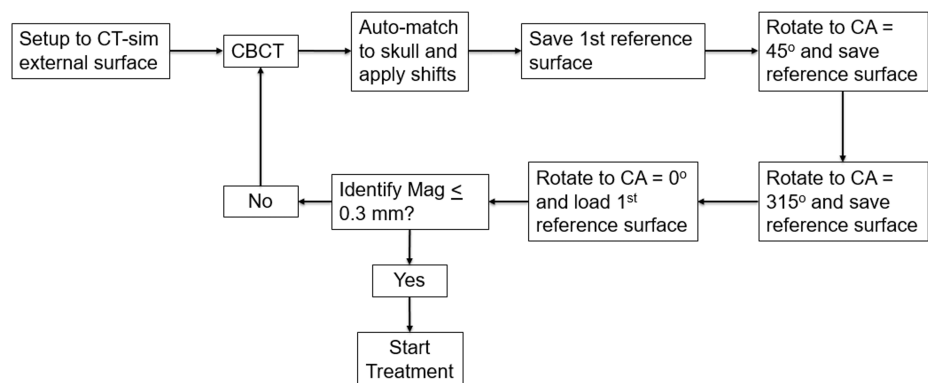 Setup to CT-sim
external surface
CBCT
Auto-match
to skull and
apply shifts
Save 1st reference
surface
Rotate to CA =
45º and save
reference surface
Rotate to CA =
315º and save
reference surface
Rotate to CA = 0º
and load 1st
reference surface
Identify Mag ≤
0.3 mm?
No
Yes
Start
Treatment